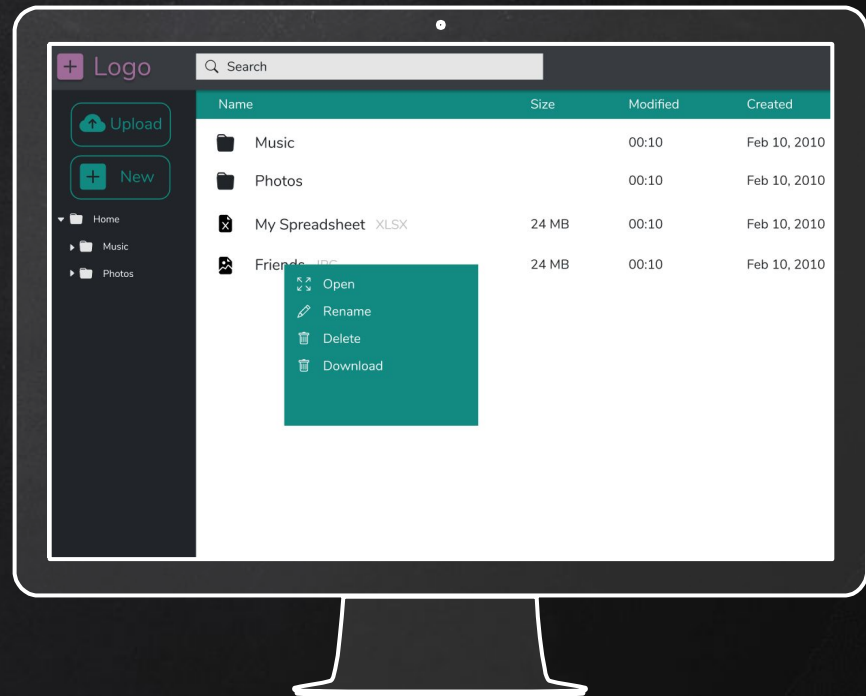 Logo
Search
Upload
New
Home
Music
Photos
Name Size Modified Created
Music 00:10 Feb 10, 2010
Photos 00:10 Feb 10, 2010
My Spreadsheet XLSX 24 MB 00:10 Feb 10, 2010
Friends JPG 24 MB 00:10 Feb 10, 2010
Open
Rename
Delete
Download